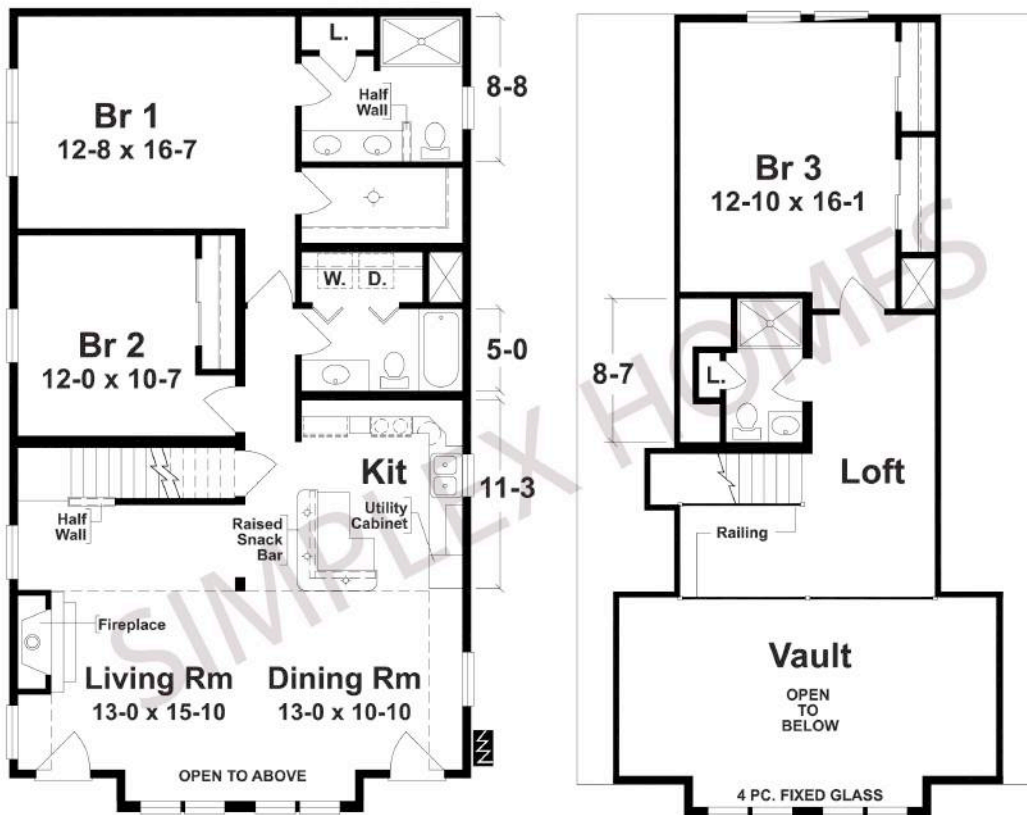 L.
8-8
Half
Wall
Br 1
12-8 x 16-7
W. D.
Br 2
12-0 x 10-7
5-0
Kit
11-3
Utility
Cabinet
Half
Wall
Raised
Snack
Bar
Fireplace
Living Rm
13-0 x 15-10
Dining Rm
13-0 x 10-10
OPEN TO ABOVE
Br 3
12-10 x 16-1
8-7
L.
Loft
Railing
Vault
OPEN
TO
BELOW
4 PC. FIXED GLASS
SIMPLEX HOMES